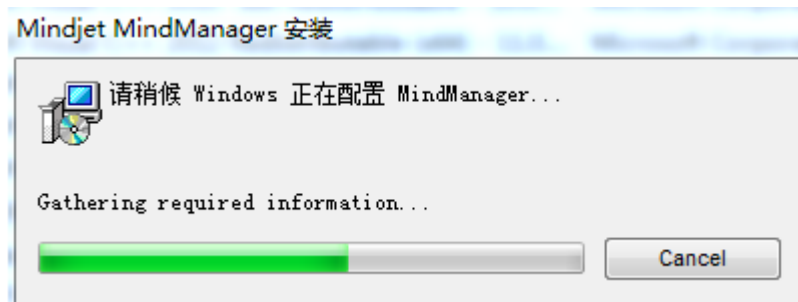 Mindjet MindManager 安装
请稍候 Windows 正在配置 MindManager...
Gathering required information...
Cancel